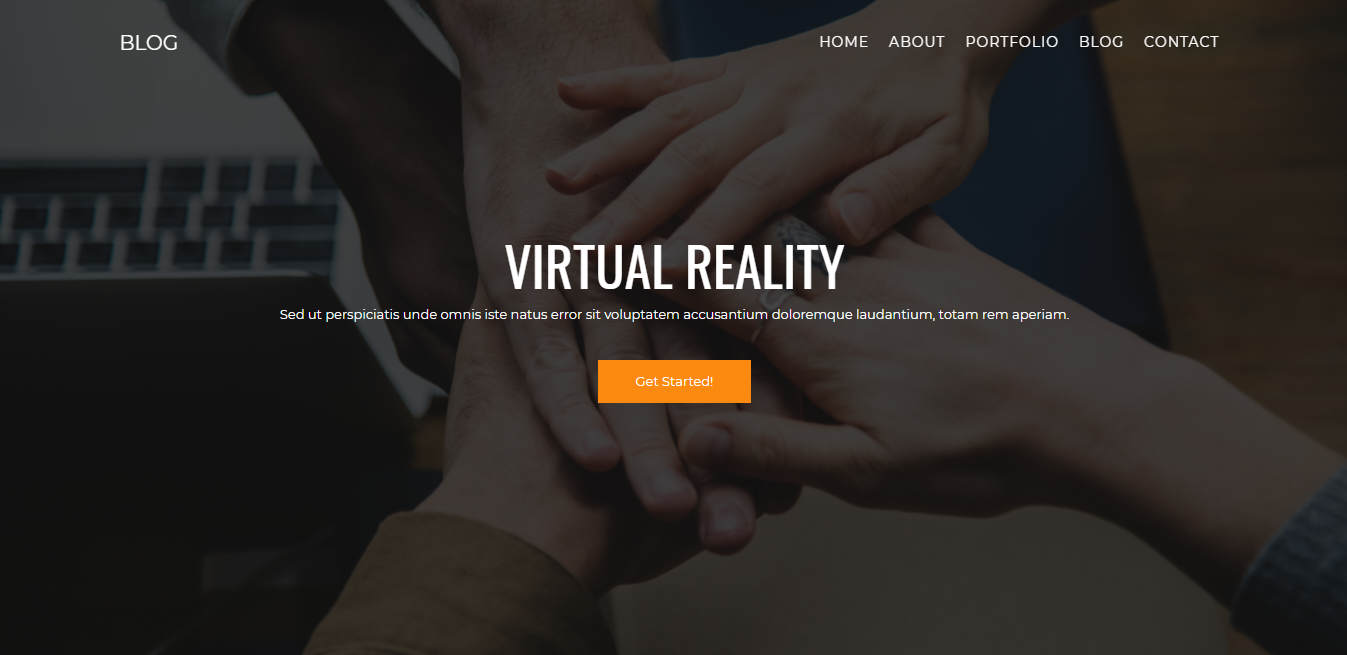 BLOG
HOME ABOUT PORTFOLIO BLOG CONTACT
VIRTUAL REALITY
Sed ut perspiciatis unde omnis iste natus error sit voluptatem accusantium doloremque laudantium, totam rem aperiam.
Get Started!